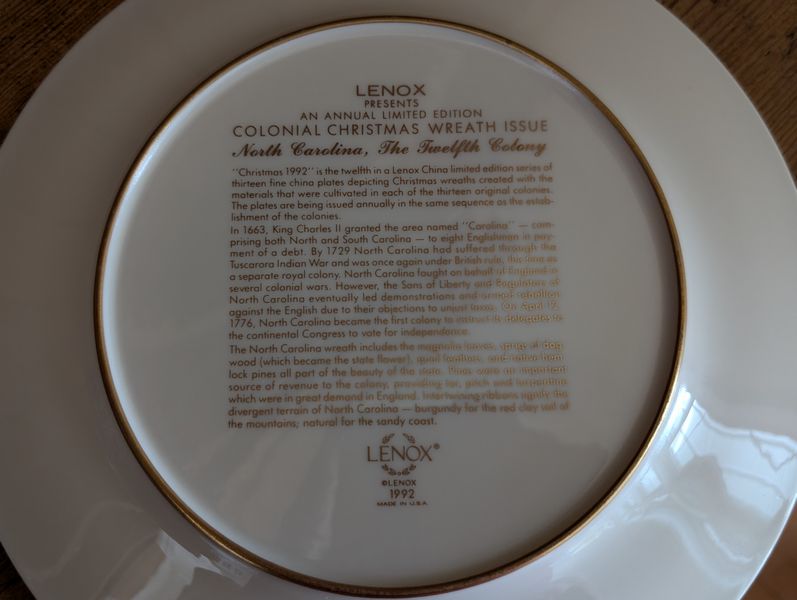 LENOX
PRESENTS
AN ANNUAL LIMITED EDITION
COLONIAL CHRISTMAS WREATH ISSUE
North Carolina, The Twelfth Colony
"Christmas 1992" is the twelfth in a Lenox China limited edition series of
thirteen fine china plates depicting Christmas wreaths created with the
materials that were cultivated in each of the thirteen original colonies.
The plates are being issued annually in the same sequence as the estab-
lishment of the colonies.
In 1663, King Charles II granted the area named "Carolina" — com-
prising both North and South Carolina — to eight Englishmen in pay-
ment of a debt. By 1729 North Carolina had suffered through the
Tuscarora Indian War and was once again under British rule, this time as
a separate royal colony. North Carolina fought on behalf of England in
several colonial wars. However, the Sons of Liberty and Regulators of
North Carolina eventually led demonstrations and armed rebellion
against the English due to their objections to unjust taxes. On April 12,
1776, North Carolina became the first colony to instruct its delegates to
the continental Congress to vote for independence.
The North Carolina wreath includes the magnolia leaves, sprigs of dog
wood (which became the state flower), quail feathers, and hem
lock pines all part of the beauty of the state. Pines were an important
source of revenue to the colony, providing tar, pitch and turpentine
which were in great demand in England. Intertwining ribbons signify the
divergent terrain of North Carolina — burgundy for the red clay soil of
the mountains; natural for the sandy coast.
LENOX®
©LENOX
1992
MADE IN U.S.A.